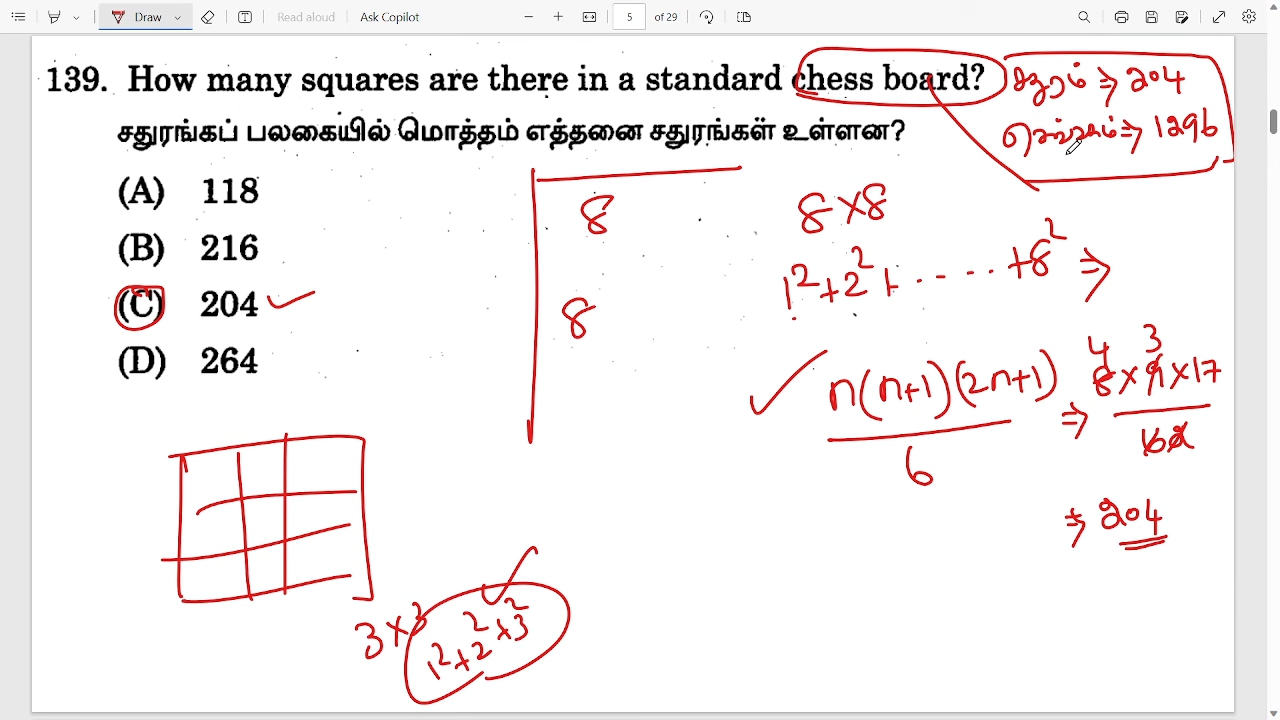 Draw
Read aloud
Ask Copilot
5 of 29
139. How many squares are there in a standard chess board?
சதுரங்கப் பலகையில் மொத்தம் எத்தனை சதுரங்கள் உள்ளன?
(A) 118
(B) 216
(C) 204
(D) 264
சதுரம் ⇒ 204
⇒ 1296
8
8
8×8
1²+2²+.....+8² ⇒
n(n+1)(2n+1)
6
⇒
4 3
8×9×17
⇒ 204
3×3
1²+2²×3²